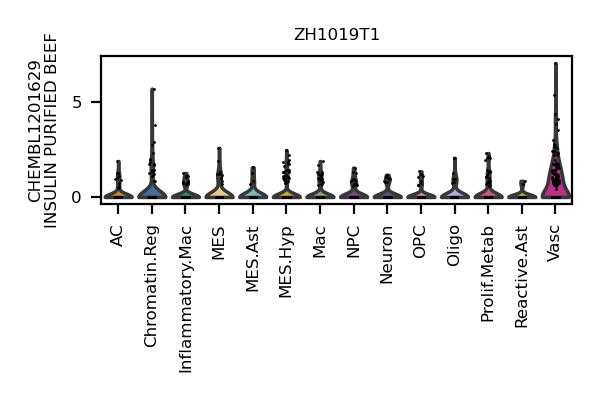 ZH1019T1
CHEMBL1201629
INSULIN PURIFIED BEEF
5
0
AC
Chromatin.Reg
Inflammatory.Mac
MES
MES.Ast
MES.Hyp
Mac
NPC
Neuron
OPC
Oligo
Prolif.Metab
Reactive.Ast
Vasc